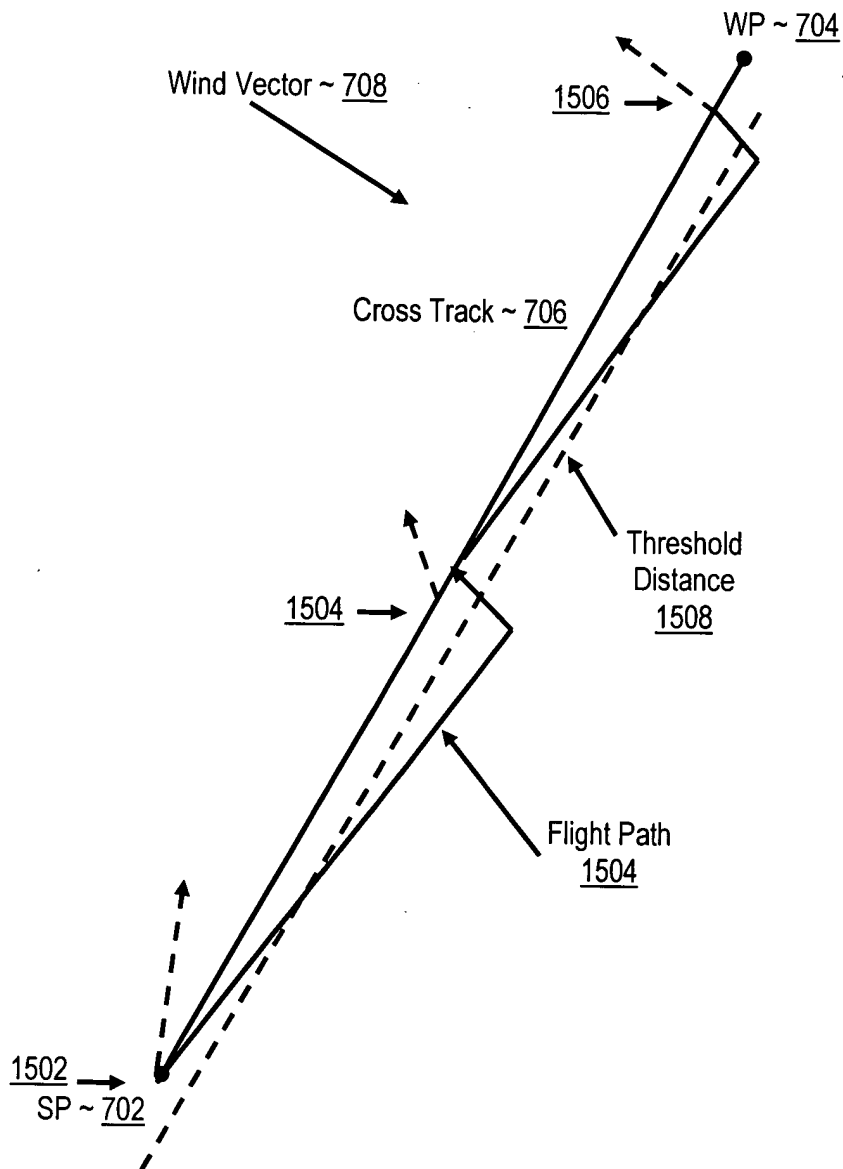 WP ~ 704
Wind Vector ~ 708
1506
Cross Track ~ 706
Threshold
Distance
1508
1504
Flight Path
1504
1502
SP ~ 702